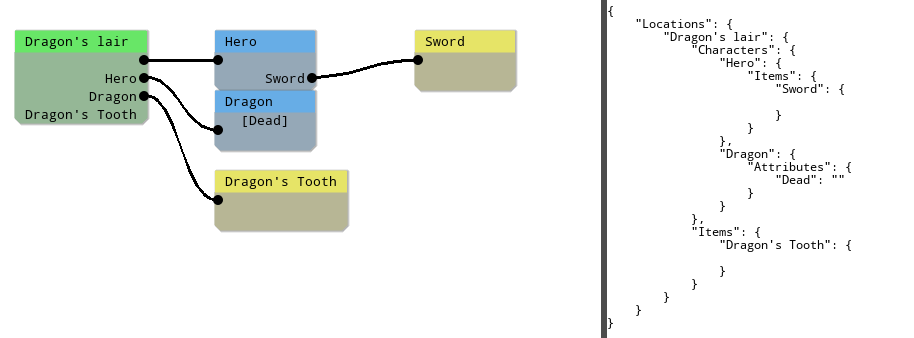 Dragon's lair
Hero
Dragon
Dragon's Tooth
Hero
Sword
Dragon
[Dead]
Dragon's Tooth
Sword
{
    "Locations": {
        "Dragon's lair": {
            "Characters": {
                "Hero": {
                    "Items": {
                        "Sword": {
                        }
                    }
                },
                "Dragon": {
                    "Attributes": {
                        "Dead": ""
                    }
                }
            },
            "Items": {
                "Dragon's Tooth": {
                }
            }
        }
    }
}